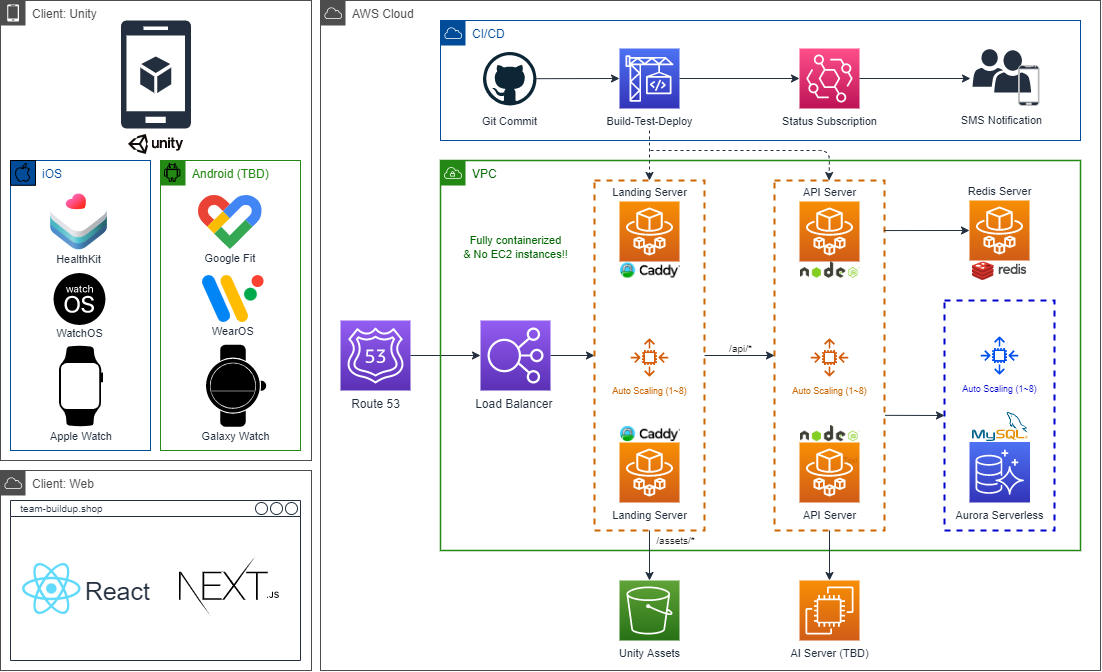 Client: Unity
unity
iOS
HealthKit
watch
OS
WatchOS
Apple Watch
Android (TBD)
Google Fit
WearOS
Galaxy Watch
Client: Web
team-buildup.shop
React
NEXT.JS
AWS Cloud
CI/CD
Git Commit
Build-Test-Deploy
Status Subscription
SMS Notification
VPC
Fully containerized
& No EC2 instances!!
53
Route 53
Load Balancer
Landing Server
Caddy
Auto Scaling (1~8)
Caddy
Landing Server
/api/*
/assets/*
API Server
node
Auto Scaling (1~8)
node
API Server
Redis Server
redis
Auto Scaling (1~8)
MySQL
Aurora Serverless
Unity Assets
AI Server (TBD)